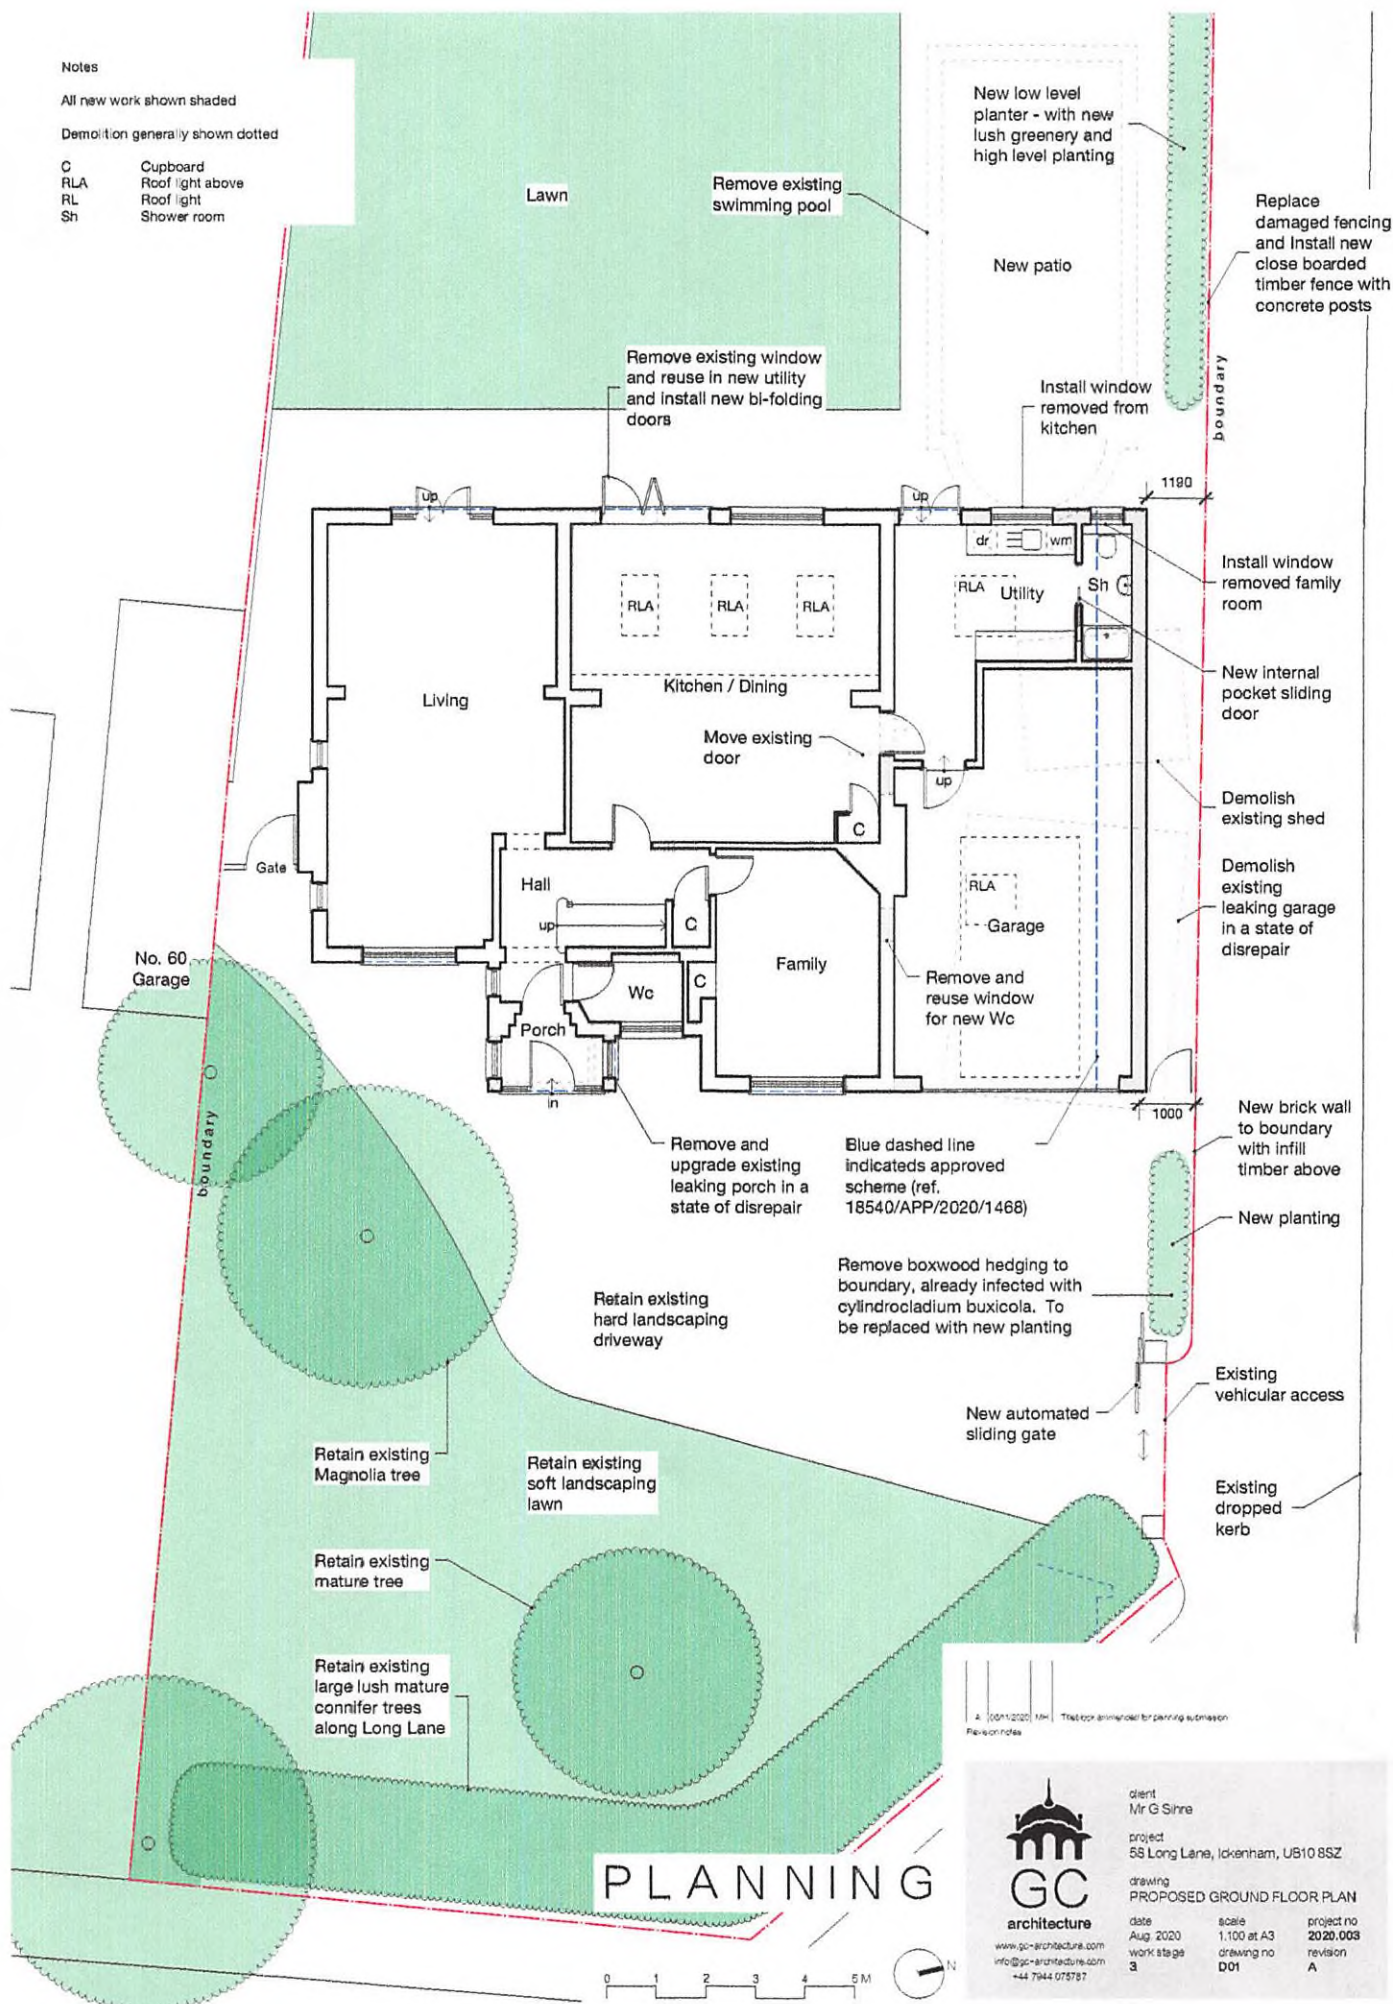 Notes
All new work shown shaded
Demolition generally shown dotted
C Cupboard
RLA Roof light above
RL Roof light
Sh Shower room
Lawn
Remove existing
swimming pool
New low level
planter - with new
lush greenery and
high level planting
New patio
Replace
damaged fencing
and Install new
close boarded
timber fence with
concrete posts
boundary
Remove existing window
and reuse in new utility
and install new bi-folding
doors
Install window
removed from
kitchen
1190
up
up
dr
wm
Install window
removed family
room
RLA
RLA
RLA
RLA
Utility
Sh
New internal
pocket sliding
door
Living
Kitchen / Dining
Move existing
door
up
C
Demolish
existing shed
Gate
Hall
up
C
RLA
Garage
Demolish
existing
leaking garage
in a state of
disrepair
No. 60
Garage
Family
Wc
C
Porch
in
Remove and
reuse window
for new Wc
1000
boundary
Remove and
upgrade existing
leaking porch in a
state of disrepair
Blue dashed line
indicateds approved
scheme (ref.
18540/APP/2020/1468)
New brick wall
to boundary
with infill
timber above
New planting
Remove boxwood hedging to
boundary, already infected with
cylindrocladium buxicola. To
be replaced with new planting
Retain existing
hard landscaping
driveway
Existing
vehicular access
New automated
sliding gate
Retain existing
Magnolia tree
Retain existing
soft landscaping
lawn
Existing
dropped
kerb
Retain existing
mature tree
Retain existing
large lush mature
connifer trees
along Long Lane
A MH for planning submission
Revision notes
PLANNING
0 1 2 3 4 5 M
N
GC
architecture
www.gc-architecture.com
info@gc-architecture.com
+44 7944 075787
client
Mr G Sihre
project
58 Long Lane, Ickenham, UB10 8SZ
drawing
PROPOSED GROUND FLOOR PLAN
date scale project no
Aug. 2020 1:100 at A3 2020.003
work stage drawing no revision
3 D01 A